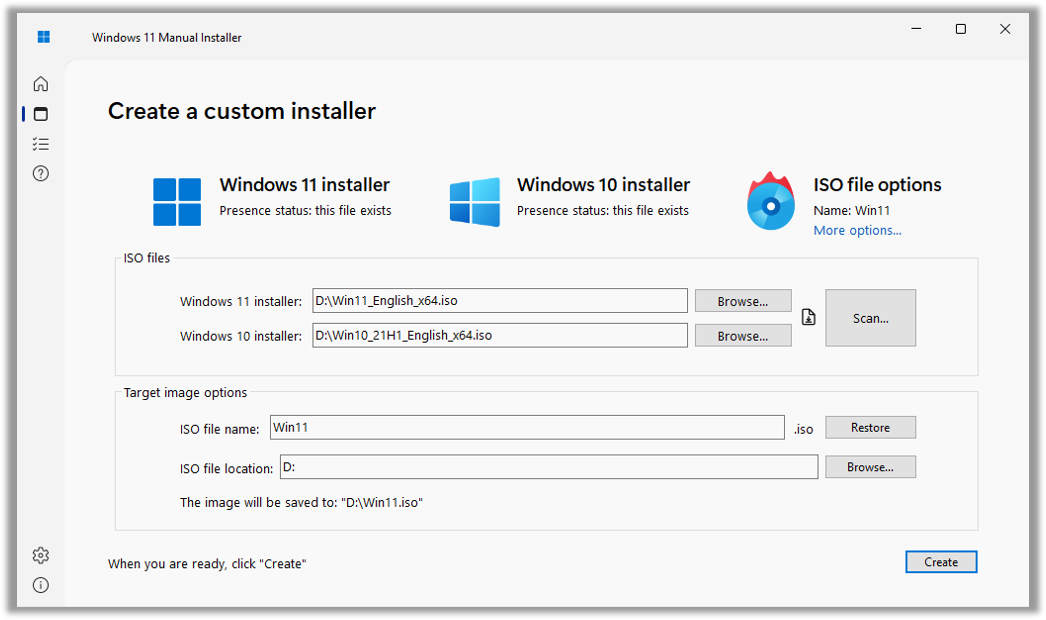 Windows 11 Manual Installer
Create a custom installer
Windows 11 installer
Presence status: this file exists
Windows 10 installer
Presence status: this file exists
ISO file options
Name: Win11
More options...
ISO files
Windows 11 installer:
D:\Win11_English_x64.iso
Browse...
Windows 10 installer:
D:\Win10_21H1_English_x64.iso
Browse...
Scan...
Target image options
ISO file name:
Win11
.iso
Restore
ISO file location:
D:
Browse...
The image will be saved to: "D:\Win11.iso"
When you are ready, click "Create"
Create